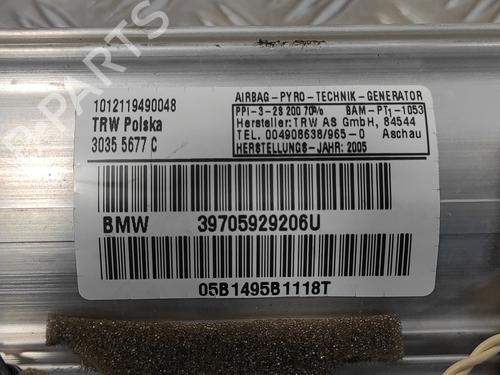 1012119490048
TRW Polska
3035 5677 C
AIRBAG-PYRO-TECHNIK-GENERATOR
PPI-3-28 200 70% BAM-PT1-1053
Hersteller: TRW AS GmbH, 84544
TEL. 004908638/965-0 Aschau
HERSTELLUNGS-JAHR: 2005
BMW 39705929206U
05B1495B1118T
B-PARTS